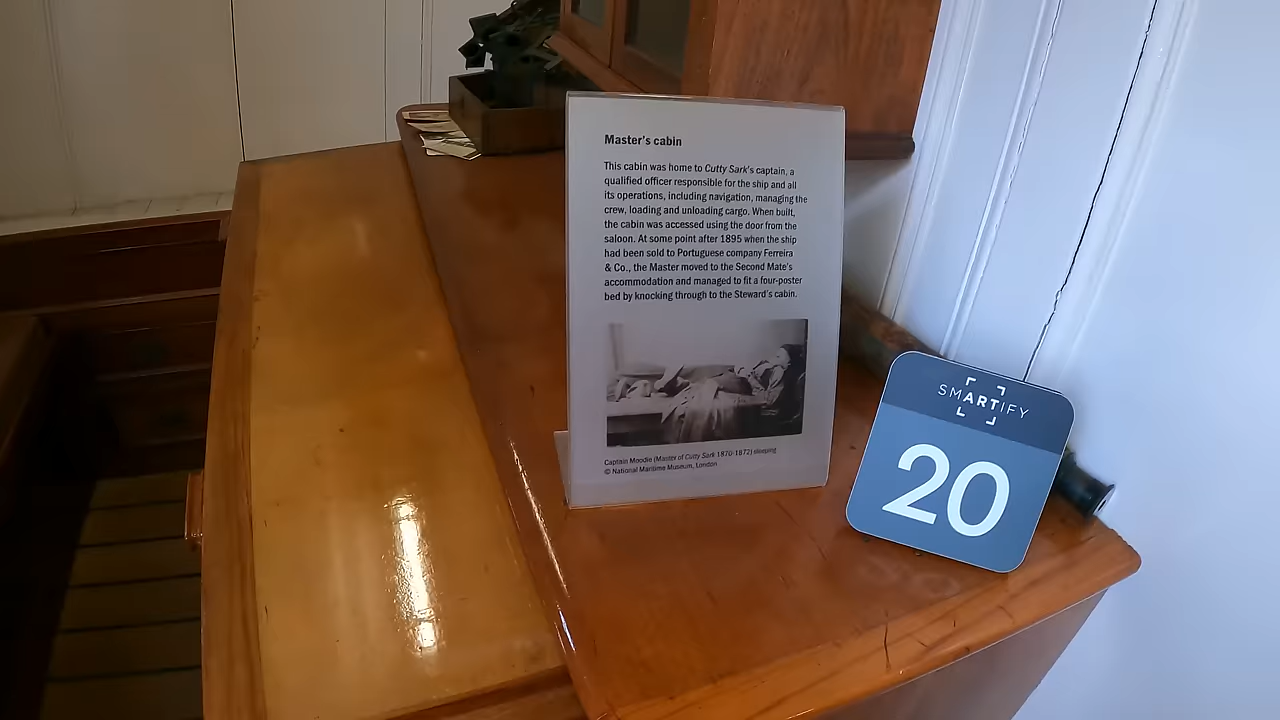 Master's cabin
This cabin was home to Cutty Sark's captain, a
qualified officer responsible for the ship and all
its operations, including navigation, managing the
crew, loading and unloading cargo. When built,
the cabin was accessed using the door from the
saloon. At some point after 1895 when the ship
had been sold to Portuguese company Ferreira
& Co., the Master moved to the Second Mate's
accommodation and managed to fit a four-poster
bed by knocking through to the Steward's cabin.
Captain Moodie (Master of Cutty Sark 1870-1872) sleeping
© National Maritime Museum, London
SMARTIFY
20